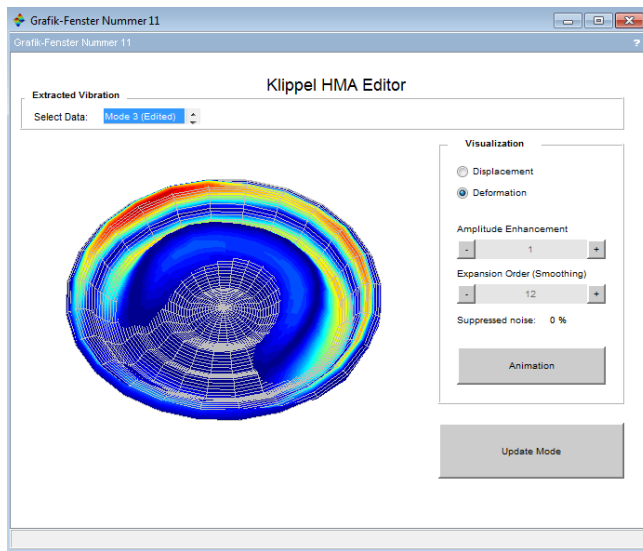 Grafik-Fenster Nummer 11
Grafik-Fenster Nummer 11
?
Klippel HMA Editor
Extracted Vibration
Select Data: Mode 3 (Edited)
Visualization
Displacement
Deformation
Amplitude Enhancement
- 1 +
Expansion Order (Smoothing)
- 12 +
Suppressed noise: 0 %
Animation
Update Mode